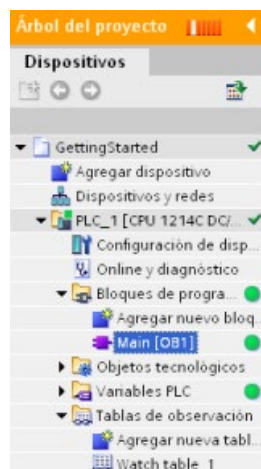 Árbol del proyecto
Dispositivos
GettingStarted
Agregar dispositivo
Dispositivos y redes
PLC_1 [CPU 1214C DC/...
Configuración de disp...
Online y diagnóstico
Bloques de progra...
Agregar nuevo bloq...
Main [OB1]
Objetos tecnológicos
Variables PLC
Tablas de observación
Agregar nueva tabl...
Watch table_1